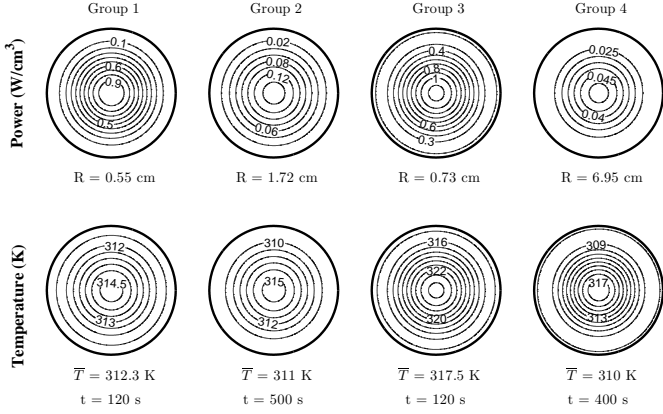 Group 1 Group 2 Group 3 Group 4
Power (W/cm³)
0.1 0.6 0.9 0.5
0.02 0.08 0.12 0.06
0.4 0.8 1 0.6 0.3
0.025 0.045 0.04
R = 0.55 cm R = 1.72 cm R = 0.73 cm R = 6.95 cm
Temperature (K)
312 314.5 313
310 315 312
316 322 320
309 317 313
T̅ = 312.3 K T̅ = 311 K T̅ = 317.5 K T̅ = 310 K
t = 120 s t = 500 s t = 120 s t = 400 s